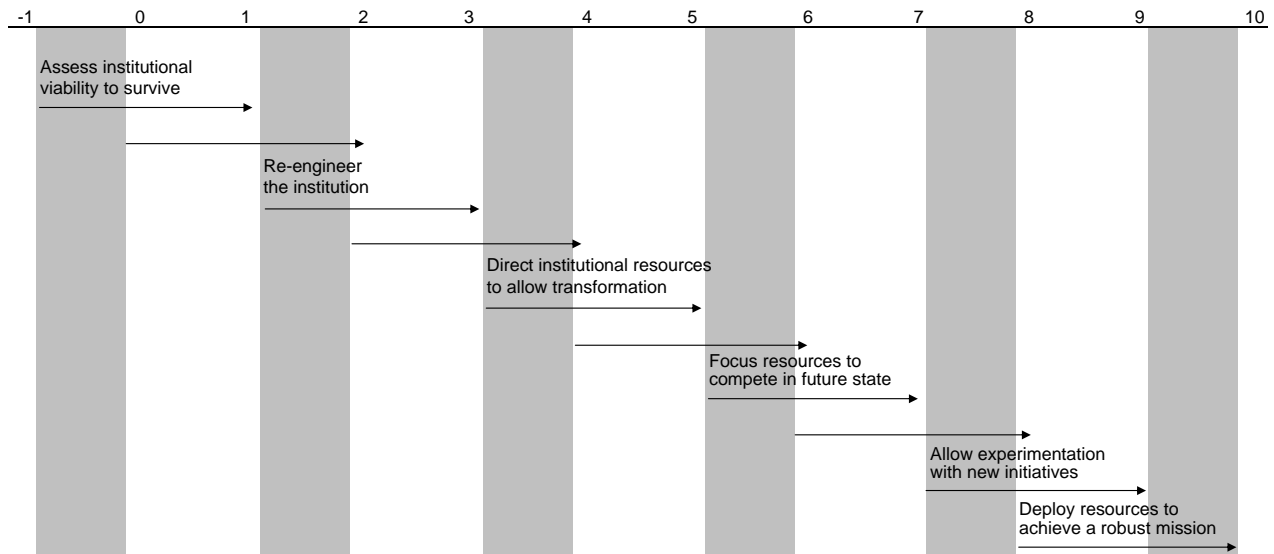 -1 0 1 2 3 4 5 6 7 8 9 10
Assess institutional
viability to survive
Re-engineer
the institution
Direct institutional resources
to allow transformation
Focus resources to
compete in future state
Allow experimentation
with new initiatives
Deploy resources to
achieve a robust mission